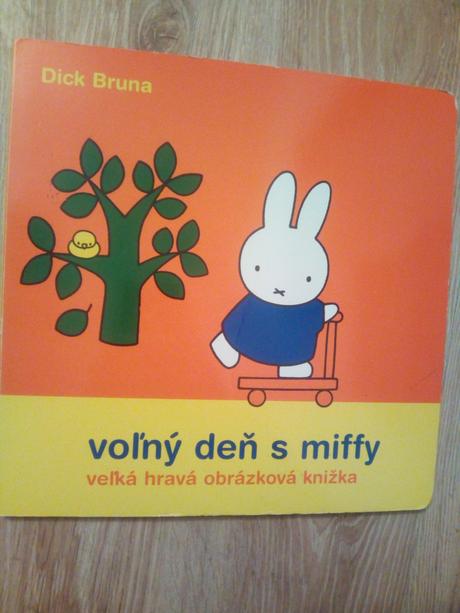 Dick Bruna
voľný deň s miffy
veľká hravá obrázková knižka